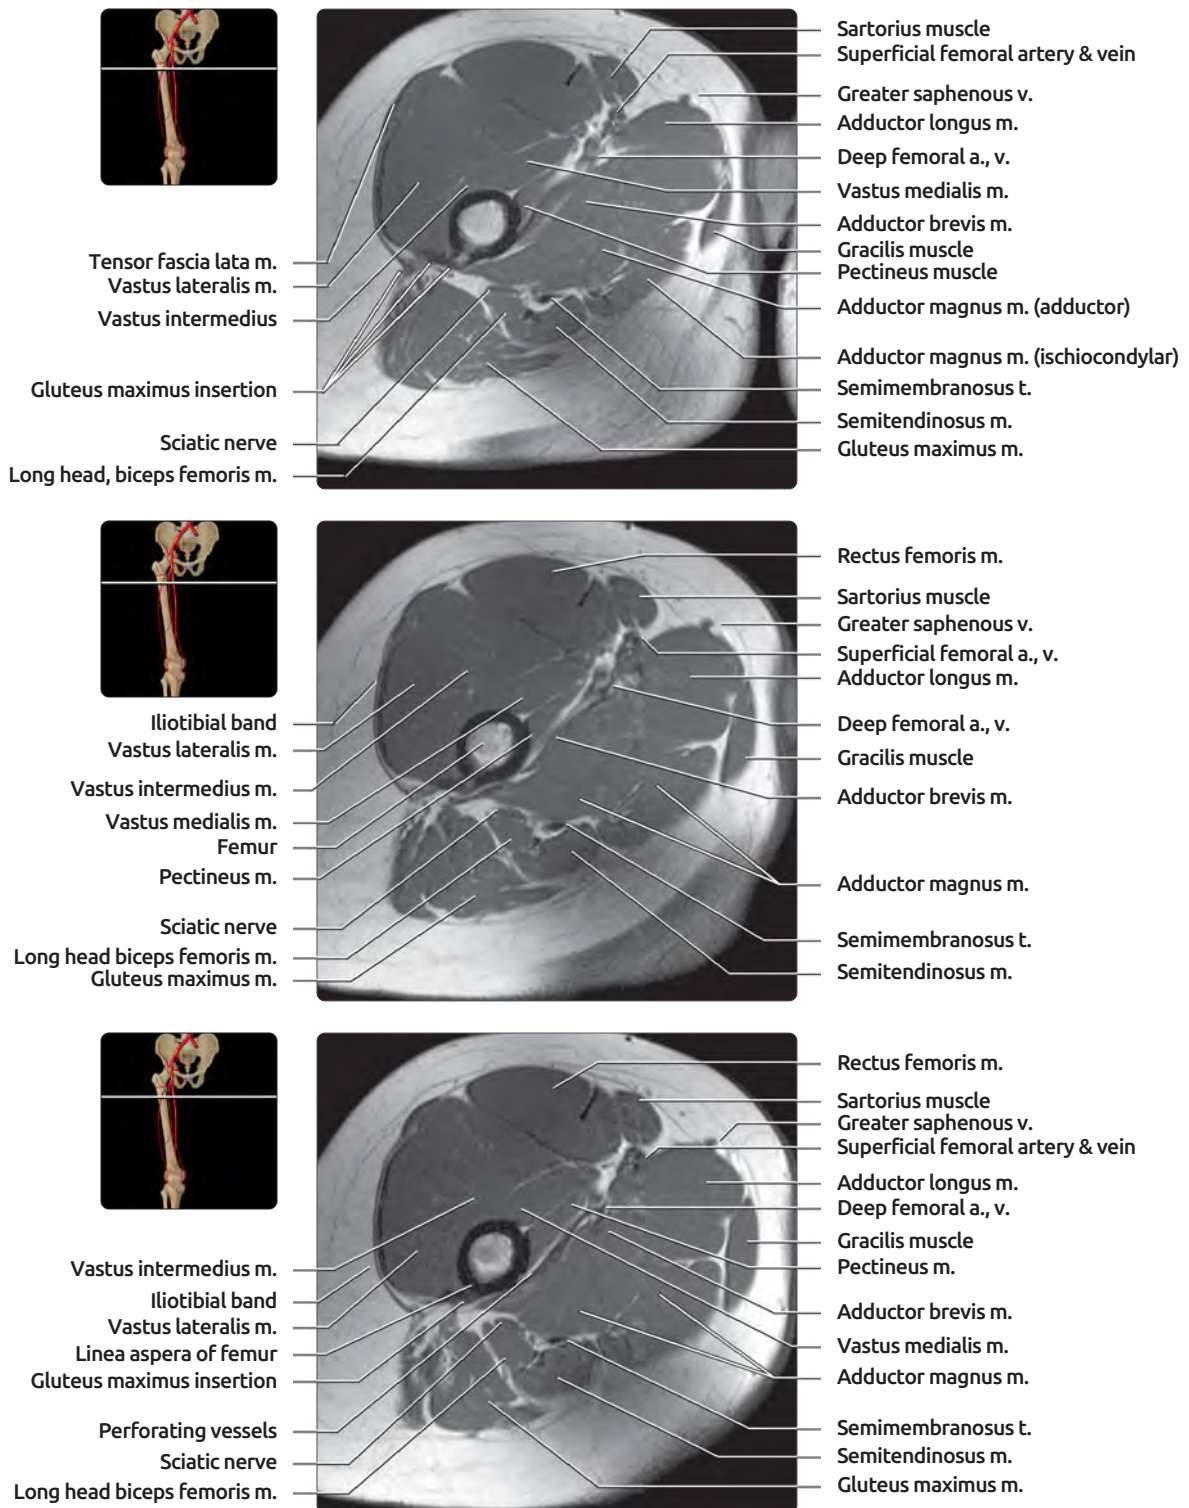 Sartorius muscle
Superficial femoral artery & vein
Greater saphenous v.
Adductor longus m.
Deep femoral a., v.
Vastus medialis m.
Adductor brevis m.
Gracilis muscle
Pectineus muscle
Adductor magnus m. (adductor)
Adductor magnus m. (ischiocondylar)
Semimembranosus t.
Semitendinosus m.
Gluteus maximus m.
Tensor fascia lata m.
Vastus lateralis m.
Vastus intermedius
Gluteus maximus insertion
Sciatic nerve
Long head, biceps femoris m.
Rectus femoris m.
Sartorius muscle
Greater saphenous v.
Superficial femoral a., v.
Adductor longus m.
Deep femoral a., v.
Gracilis muscle
Adductor brevis m.
Adductor magnus m.
Semimembranosus t.
Semitendinosus m.
Iliotibial band
Vastus lateralis m.
Vastus intermedius m.
Vastus medialis m.
Femur
Pectineus m.
Sciatic nerve
Long head biceps femoris m.
Gluteus maximus m.
Rectus femoris m.
Sartorius muscle
Greater saphenous v.
Superficial femoral artery & vein
Adductor longus m.
Deep femoral a., v.
Gracilis muscle
Pectineus m.
Adductor brevis m.
Vastus medialis m.
Adductor magnus m.
Semimembranosus t.
Semitendinosus m.
Gluteus maximus m.
Vastus intermedius m.
Iliotibial band
Vastus lateralis m.
Linea aspera of femur
Gluteus maximus insertion
Perforating vessels
Sciatic nerve
Long head biceps femoris m.